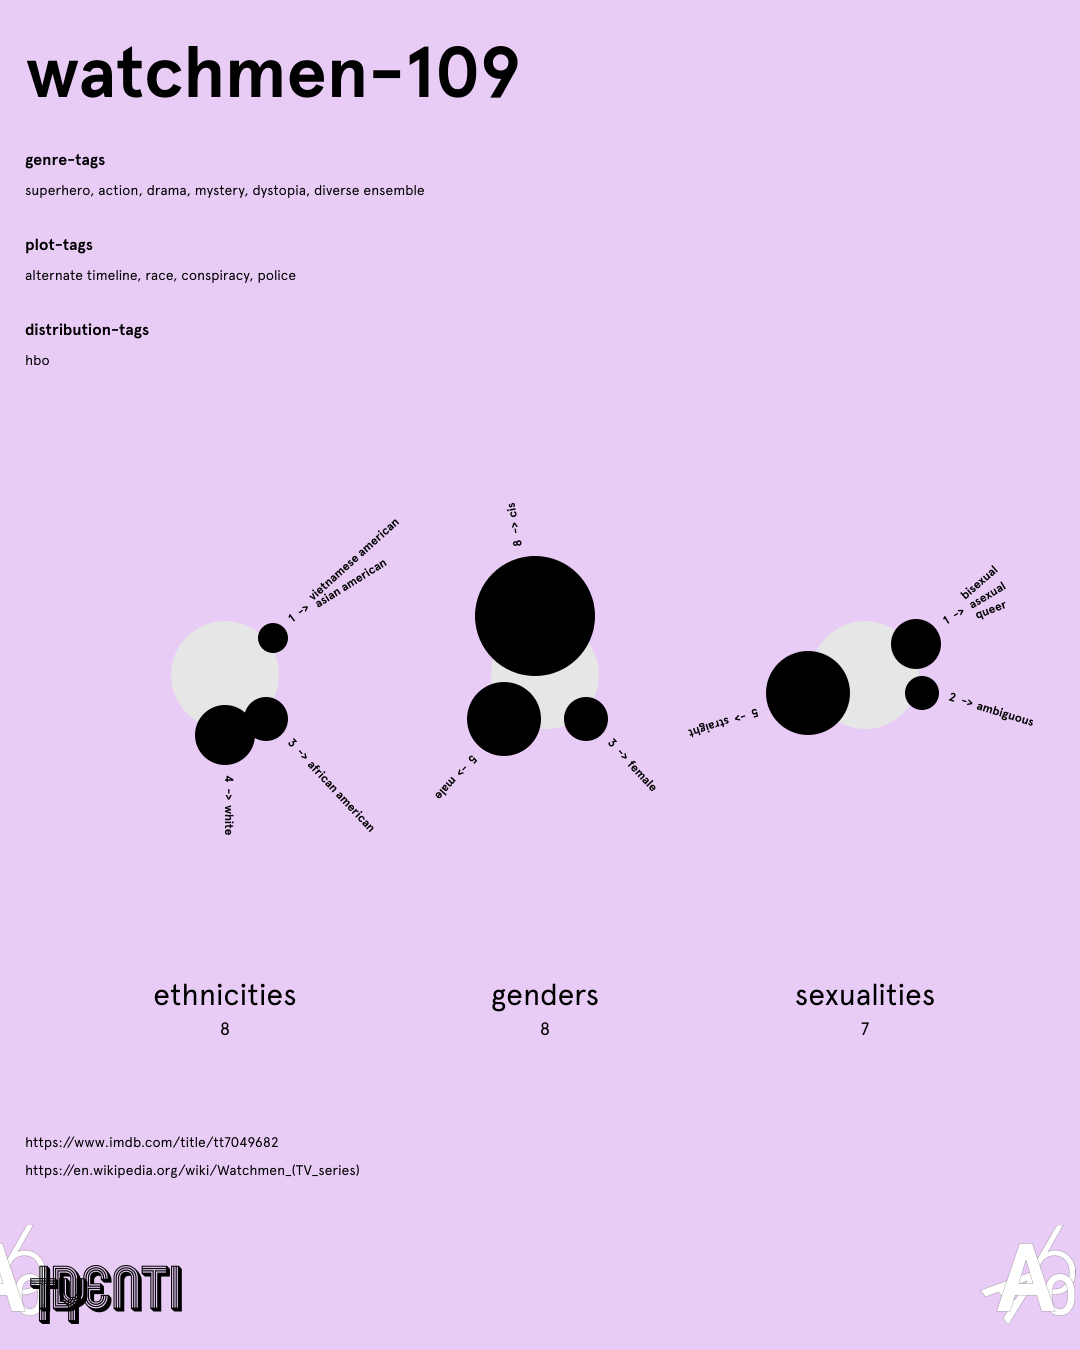 watchmen-109
genre-tags
superhero, action, drama, mystery, dystopia, diverse ensemble
plot-tags
alternate timeline, race, conspiracy, police
distribution-tags
hbo
1 -> vietnamese american
asian american
3 -> african american
4 -> white
8 -> cis
5 -> male
3 -> female
bisexual
1 -> asexual
queer
2 -> ambiguous
5 -> straight
ethnicities
8
genders
8
sexualities
7
https://www.imdb.com/title/tt7049682
https://en.wikipedia.org/wiki/Watchmen_(TV_series)